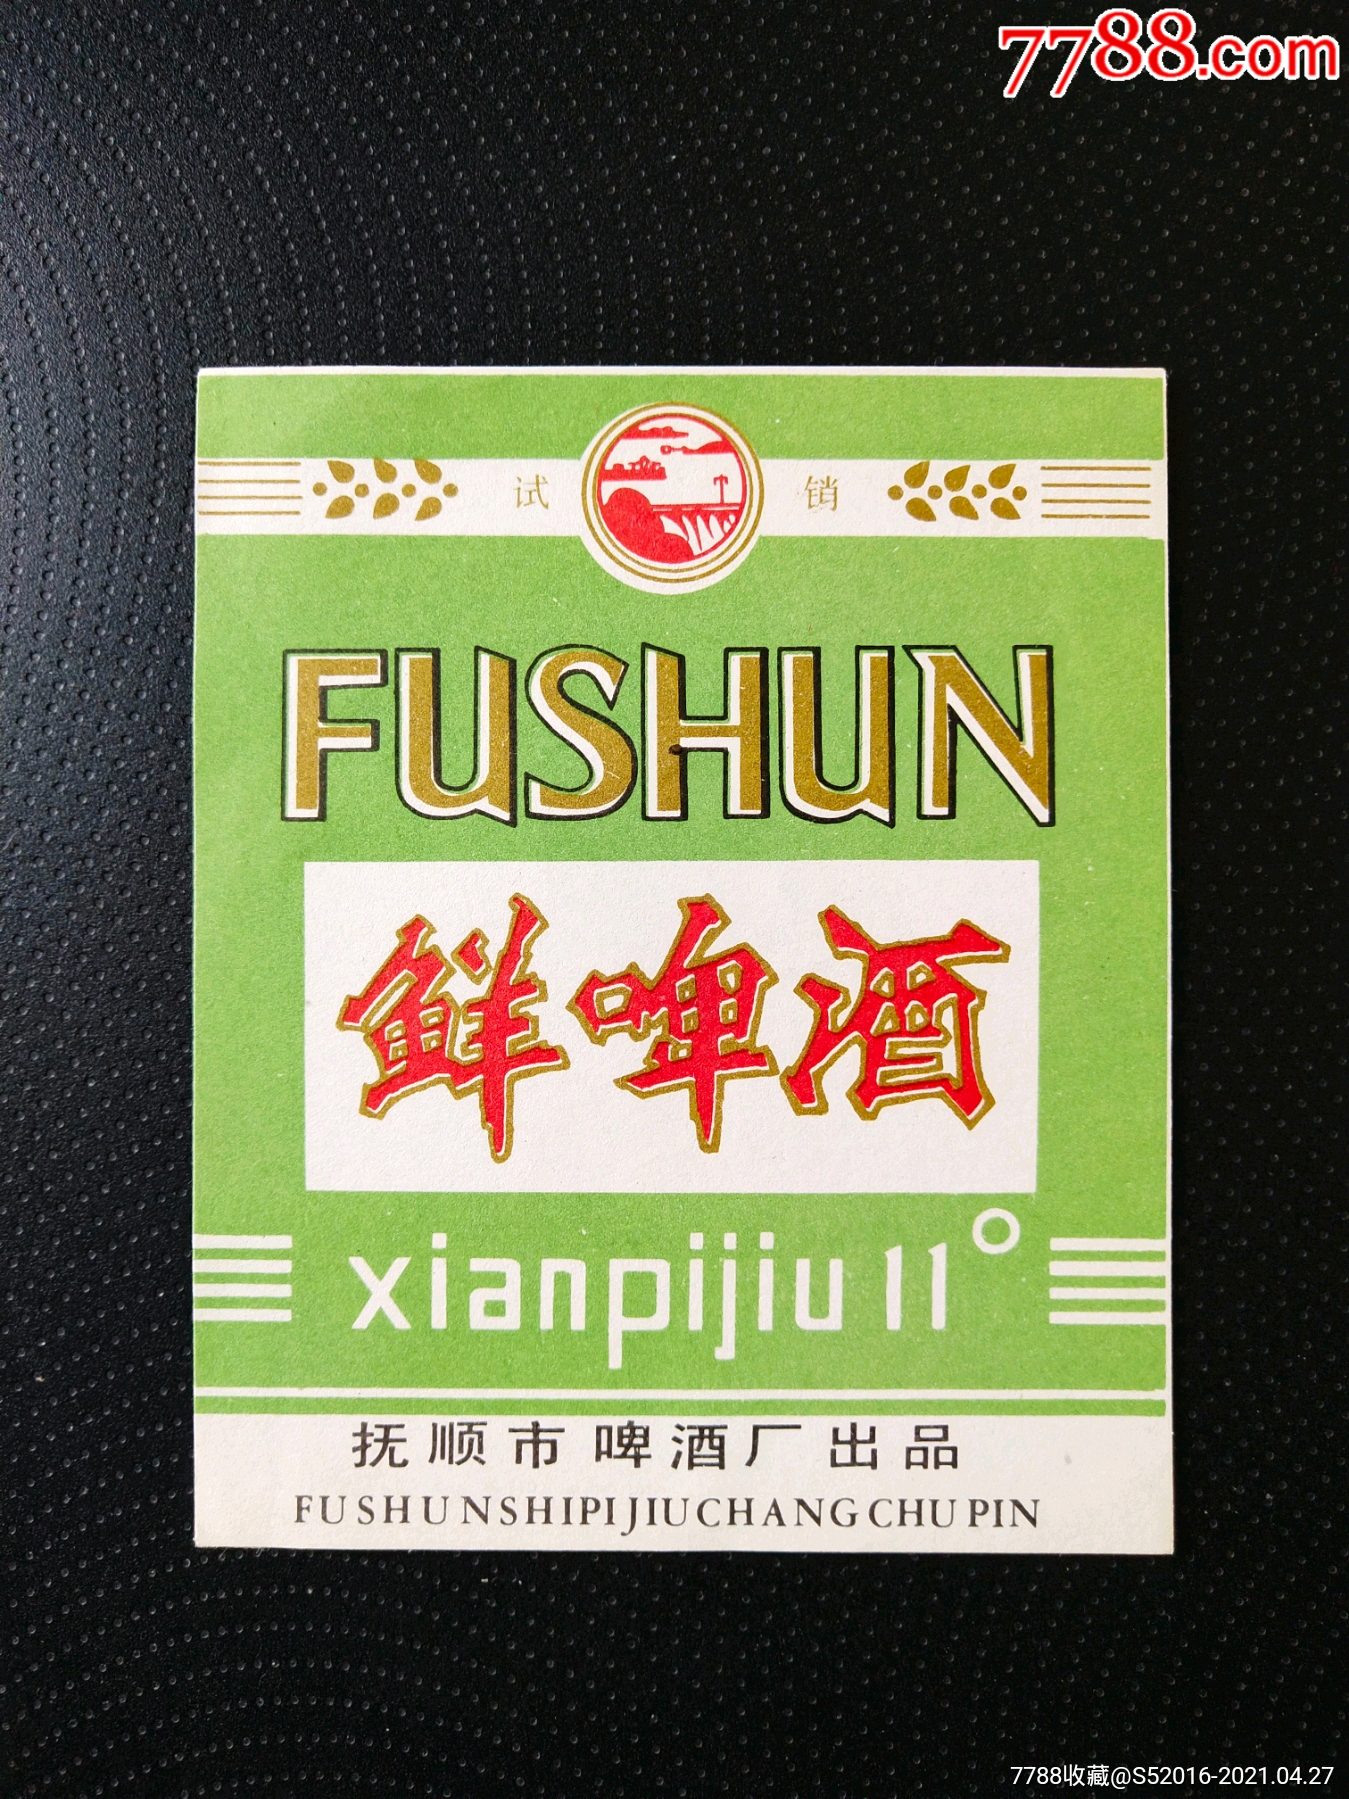 7788.com
试 销
FUSHUN
鲜啤酒
xianpijiu 11°
抚顺市啤酒厂出品
FUSHUNSHIPIJIUCHANGCHUPIN
7788收藏@S52016-2021.04.27